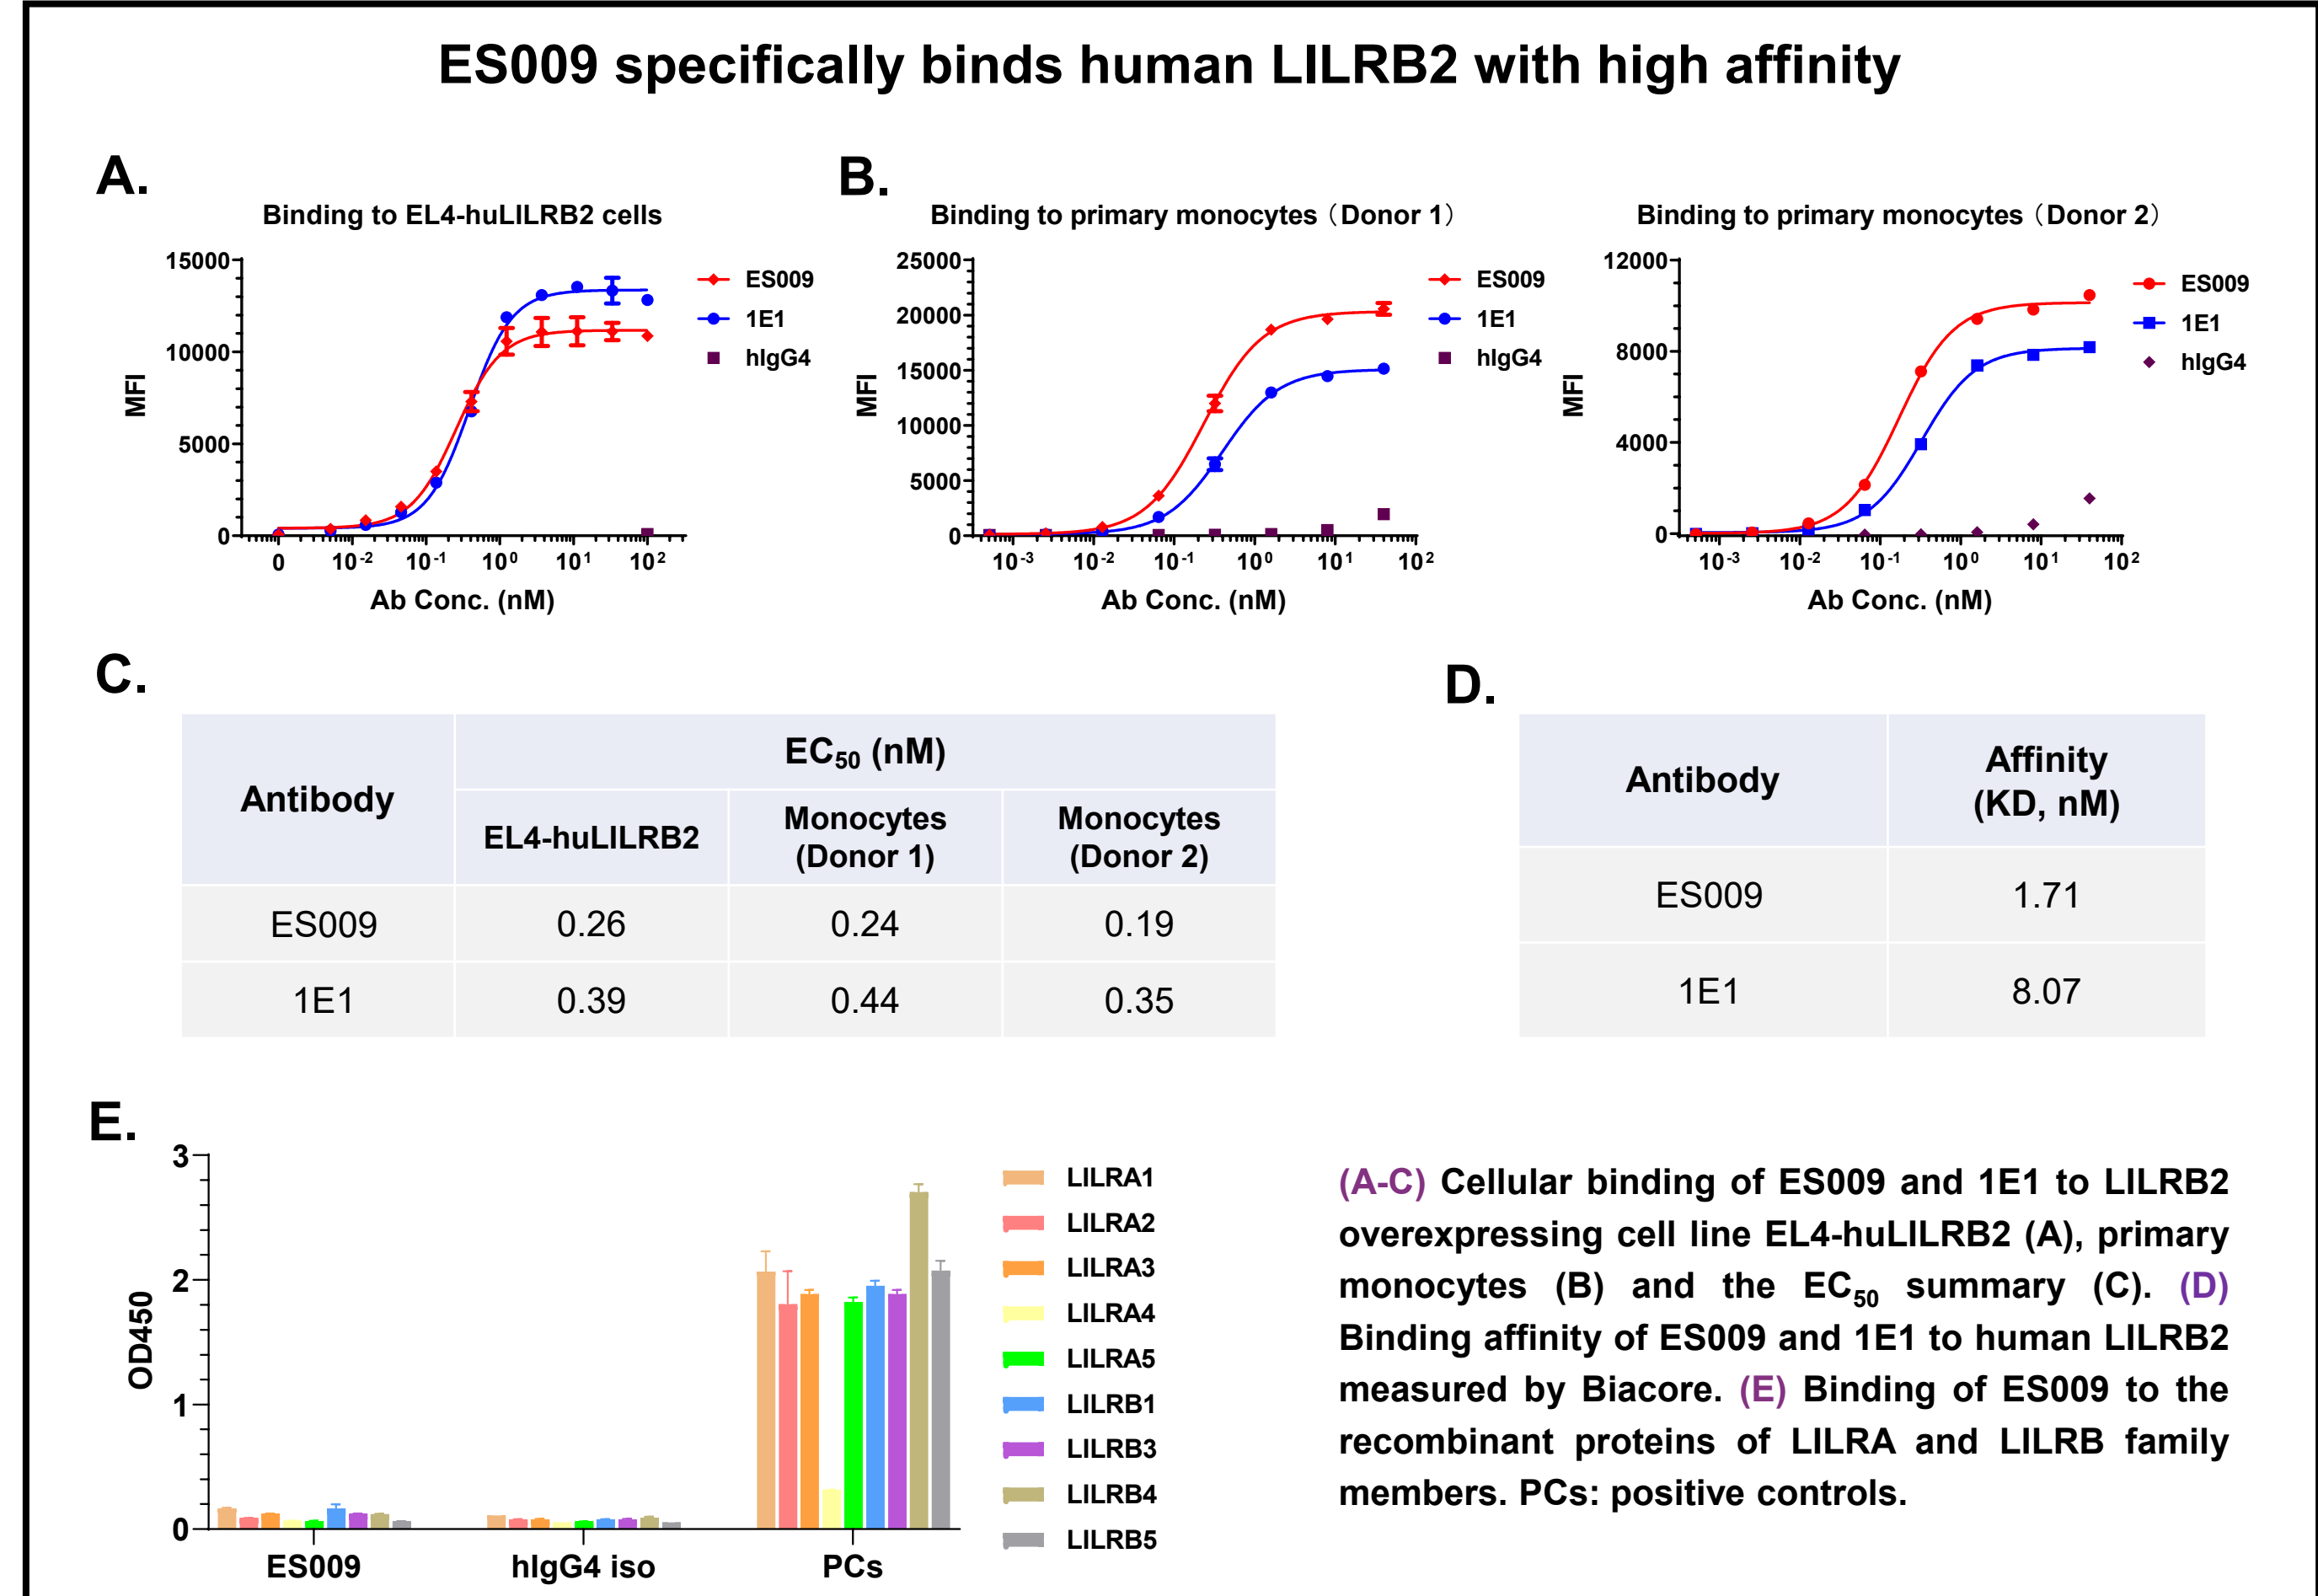 ES009 specifically binds human LILRB2 with high affinity
A.
Binding to EL4-huLILRB2 cells
MFI
15000
10000
5000
0
0 10-2 10-1 100 101 102
Ab Conc. (nM)
ES009
1E1
hIgG4
B.
Binding to primary monocytes（Donor 1）
MFI
25000
20000
15000
10000
5000
0
10-3 10-2 10-1 100 101 102
Ab Conc. (nM)
ES009
1E1
hIgG4
Binding to primary monocytes（Donor 2）
MFI
12000
8000
4000
0
10-3 10-2 10-1 100 101 102
Ab Conc. (nM)
ES009
1E1
hIgG4
C.
Antibody
EC50 (nM)
EL4-huLILRB2
Monocytes
(Donor 1)
Monocytes
(Donor 2)
ES009 0.26 0.24 0.19
1E1 0.39 0.44 0.35
D.
Antibody
Affinity
(KD, nM)
ES009 1.71
1E1 8.07
E.
OD450
3
2
1
0
ES009 hIgG4 iso PCs
LILRA1
LILRA2
LILRA3
LILRA4
LILRA5
LILRB1
LILRB3
LILRB4
LILRB5
(A-C) Cellular binding of ES009 and 1E1 to LILRB2
overexpressing cell line EL4-huLILRB2 (A), primary
monocytes (B) and the EC50 summary (C). (D)
Binding affinity of ES009 and 1E1 to human LILRB2
measured by Biacore. (E) Binding of ES009 to the
recombinant proteins of LILRA and LILRB family
members. PCs: positive controls.